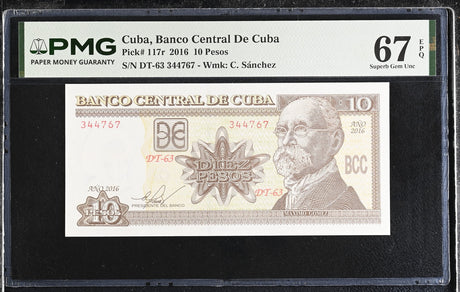 PMG
PAPER MONEY GUARANTY
Cuba, Banco Central De Cuba
Pick# 117r 2016 10 Pesos
S/N DT-63 344767 - Wmk: C. Sánchez
67 EPQ
Superb Gem Unc
BANCO CENTRAL DE CUBA
10
344767
344767
AÑO
2016
DT-63
DIEZ
PESOS
BCC
AÑO 2016
DT-63
PRESIDENTE DEL BANCO
10
PESOS
MAXIMO GOMEZ